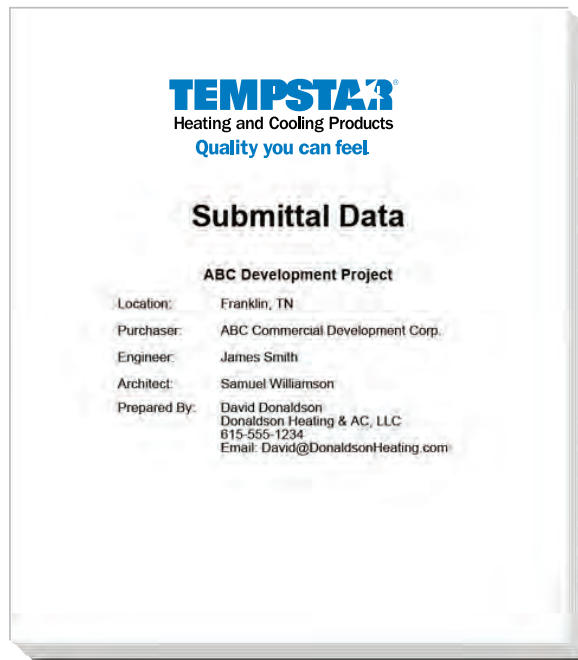 TEMPSTAR®
Heating and Cooling Products
Quality you can feel
Submittal Data
ABC Development Project
Location: Franklin, TN
Purchaser: ABC Commercial Development Corp.
Engineer: James Smith
Architect: Samuel Williamson
Prepared By: David Donaldson
Donaldson Heating & AC, LLC
615-555-1234
Email: David@DonaldsonHeating.com